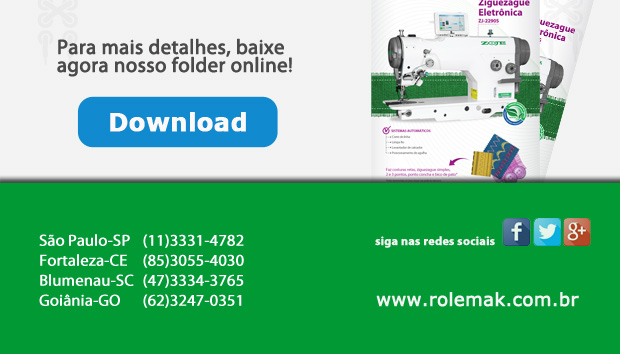 Para mais detalhes, baixe
agora nosso folder online!
Download
Ziguezague
Eletrônica
ZJ-2290S
SISTEMAS AUTOMÁTICOS
São Paulo-SP (11)3331-4782
Fortaleza-CE (85)3055-4030
Blumenau-SC (47)3334-3765
Goiânia-GO (62)3247-0351
siga nas redes sociais
www.rolemak.com.br